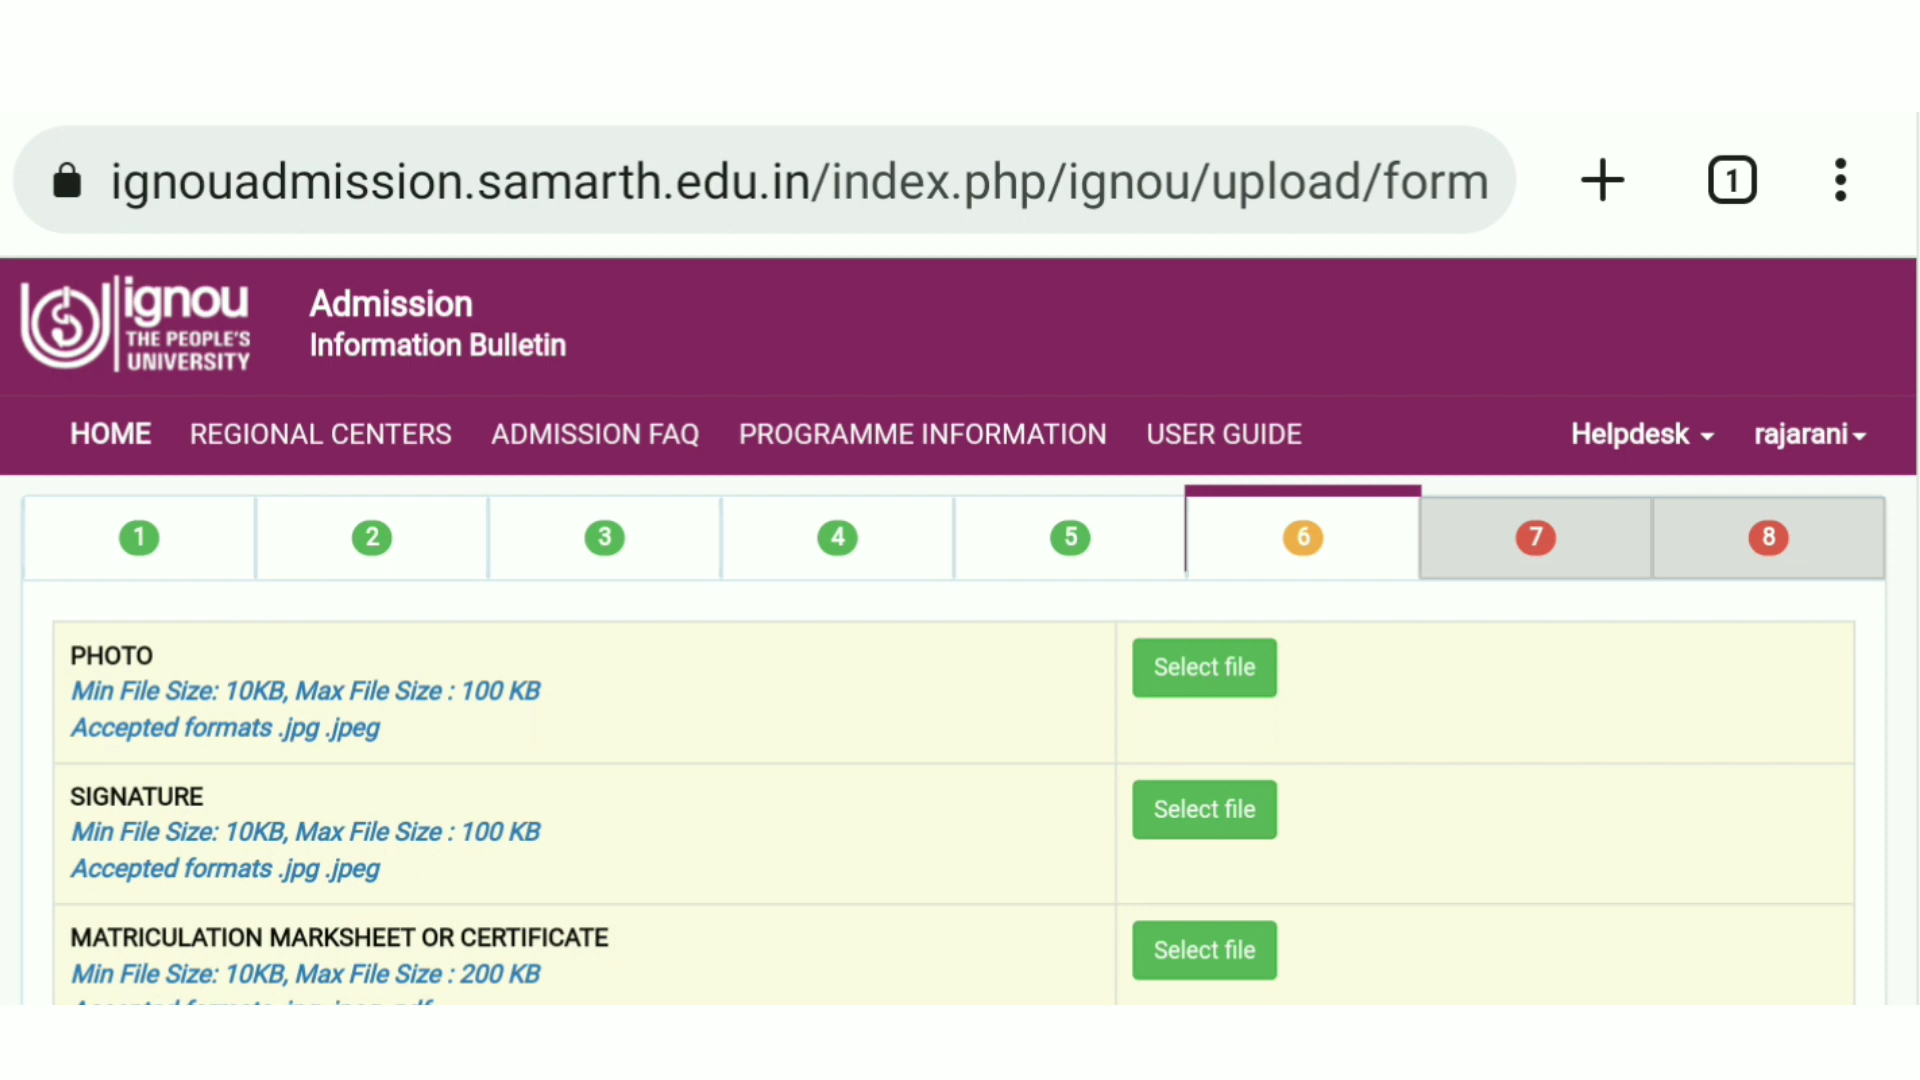 ignouadmission.samarth.edu.in/index.php/ignou/upload/form
1
ignou
THE PEOPLE'S
UNIVERSITY
Admission
Information Bulletin
HOME REGIONAL CENTERS ADMISSION FAQ PROGRAMME INFORMATION USER GUIDE Helpdesk rajarani
1 2 3 4 5 6 7 8
PHOTO
Min File Size: 10KB, Max File Size : 100 KB
Accepted formats .jpg .jpeg
Select file
SIGNATURE
Min File Size: 10KB, Max File Size : 100 KB
Accepted formats .jpg .jpeg
Select file
MATRICULATION MARKSHEET OR CERTIFICATE
Min File Size: 10KB, Max File Size : 200 KB
Select file